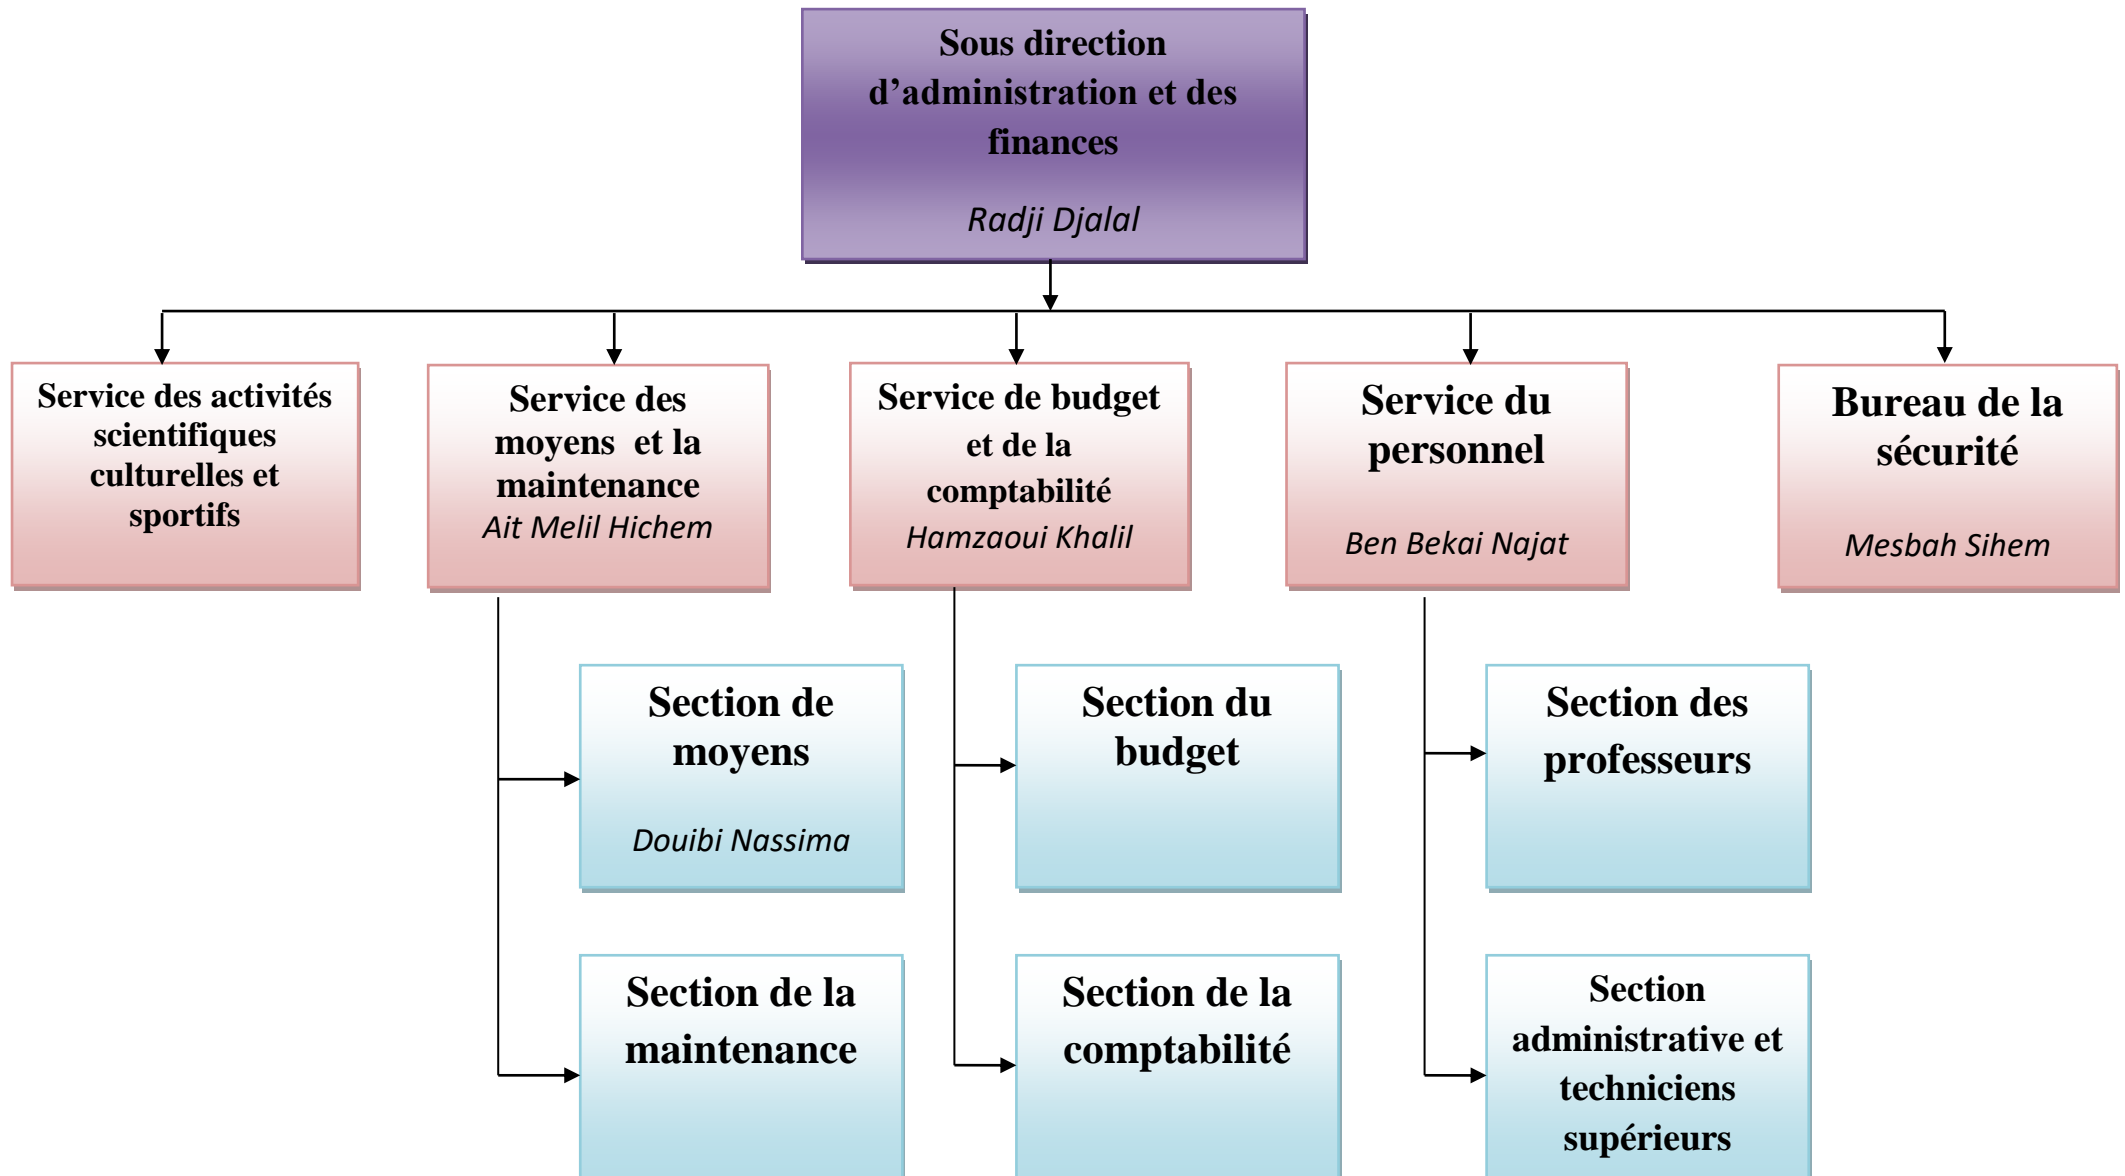 Sous direction
d’administration et des
finances
Radji Djalal
Service des activités
scientifiques
culturelles et
sportifs
Service des
moyens et la
maintenance
Ait Melil Hichem
Service de budget
et de la
comptabilité
Hamzaoui Khalil
Service du
personnel
Ben Bekai Najat
Bureau de la
sécurité
Mesbah Sihem
Section de
moyens
Douibi Nassima
Section du
budget
Section des
professeurs
Section de la
maintenance
Section de la
comptabilité
Section
administrative et
techniciens
supérieurs